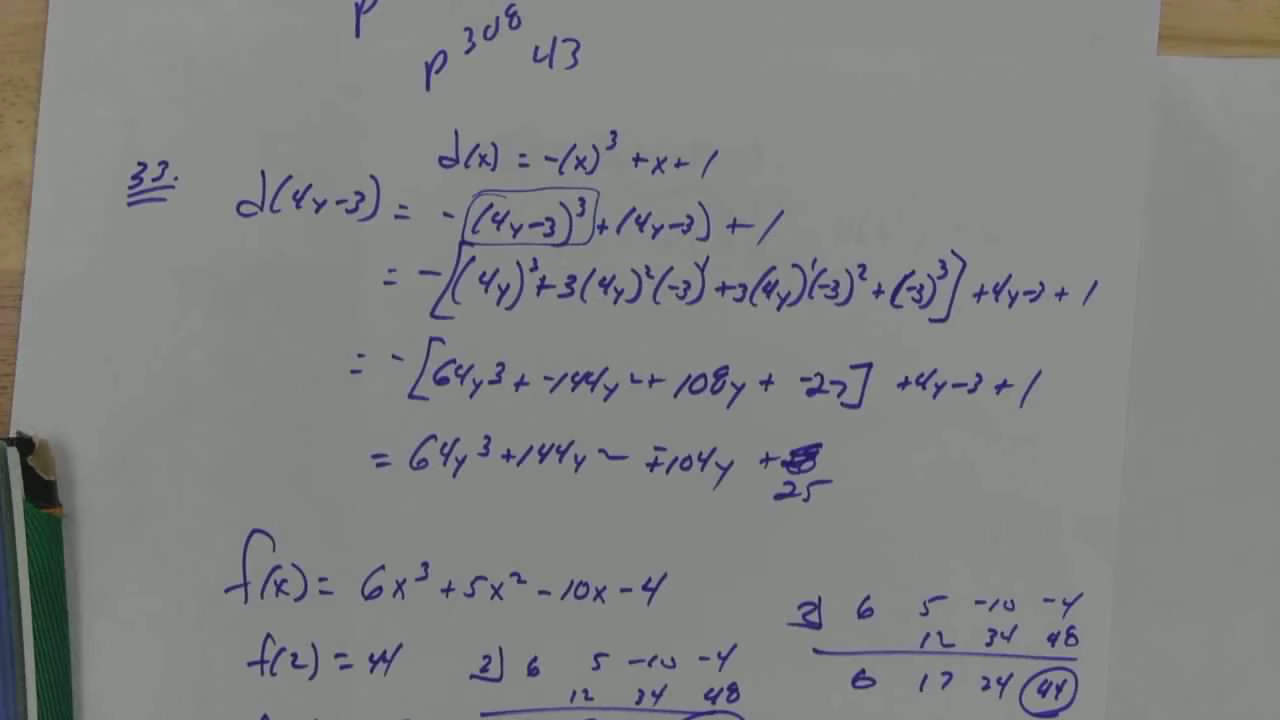 p
p³⁰⁸ 43
33.
d(x) = -(x)³ + x + 1
d(4y-3) = -(4y-3)³ + (4y-3) + 1
= -[(4y)³ + 3(4y)²(-3)¹ + 3(4y)¹(-3)² + (-3)³] + 4y-3 + 1
= -[64y³ + -144y² + 108y + -27] + 4y-3 + 1
= 64y³ + 144y² - 104y + 25
f(x) = 6x³ + 5x² - 10x - 4
2) 6 5 -10 -4
12 34 48
6 17 24 44
f(2) = 44
2) 6 5 -10 -4
12 34 48